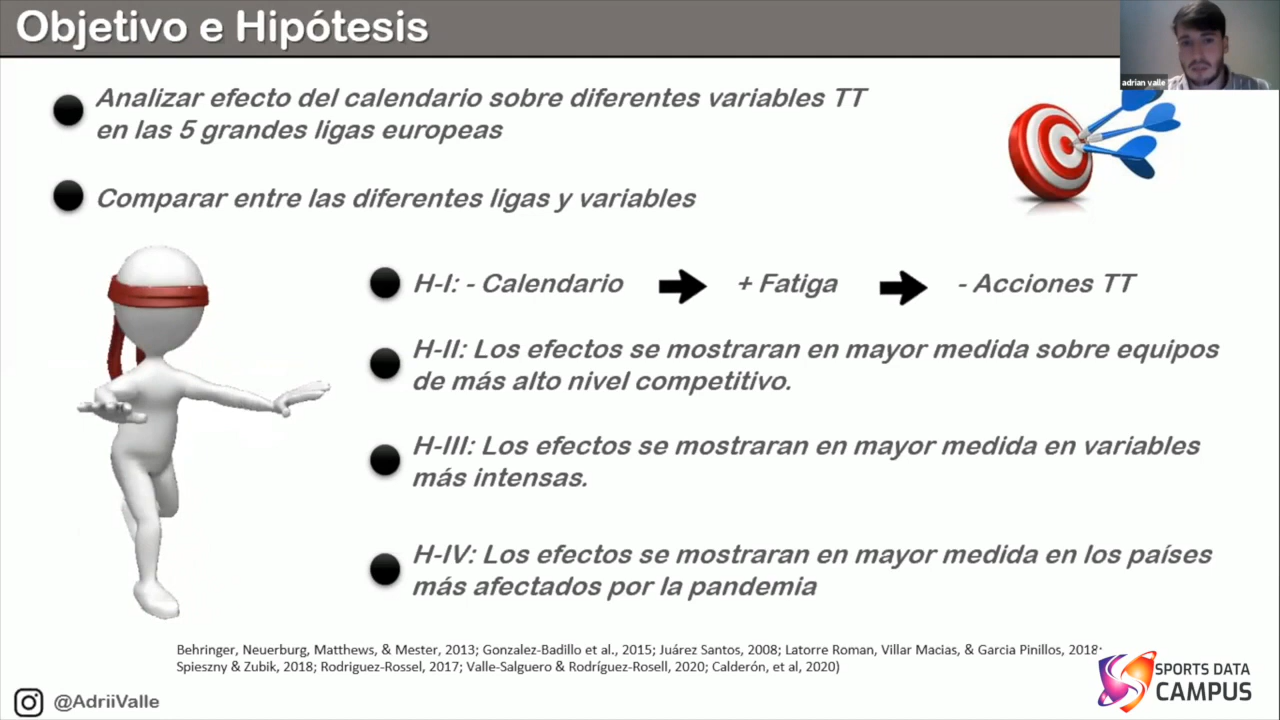 Objetivo e Hipótesis
adrian valle
Analizar efecto del calendario sobre diferentes variables TT
en las 5 grandes ligas europeas
Comparar entre las diferentes ligas y variables
H-I: - Calendario + Fatiga - Acciones TT
H-II: Los efectos se mostraran en mayor medida sobre equipos
de más alto nivel competitivo.
H-III: Los efectos se mostraran en mayor medida en variables
más intensas.
H-IV: Los efectos se mostraran en mayor medida en los países
más afectados por la pandemia
Behringer, Neuerburg, Matthews, & Mester, 2013; Gonzalez-Badillo et al., 2015; Juárez Santos, 2008; Latorre Roman, Villar Macias, & Garcia Pinillos, 2018;
Spieszny & Zubik, 2018; Rodriguez-Rossel, 2017; Valle-Salguero & Rodríguez-Rosell, 2020; Calderón, et al, 2020)
@AdriiValle
SPORTS DATA
CAMPUS